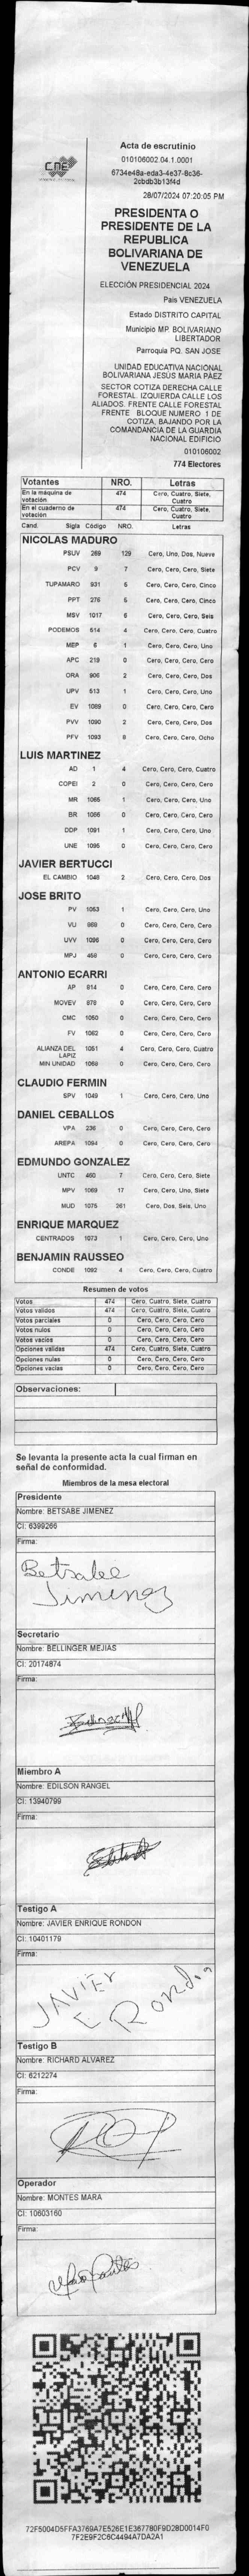 CNE
Acta de escrutinio
010106002.04.1.0001
6734e48a-eda3-4e37-8c36-
2cbdb3b13f4d
28/07/2024 07:20:05 PM
PRESIDENTA O
PRESIDENTE DE LA
REPUBLICA
BOLIVARIANA DE
VENEZUELA
ELECCIÓN PRESIDENCIAL 2024
Pais VENEZUELA
Estado DISTRITO CAPITAL
Municipio MP. BOLIVARIANO
LIBERTADOR
Parroquia PQ. SAN JOSE
UNIDAD EDUCATIVA NACIONAL
BOLIVARIANA JESUS MARIA PÁEZ
SECTOR COTIZA DERECHA CALLE
FORESTAL. IZQUIERDA CALLE LOS
ALIADOS. FRENTE CALLE FORESTAL
FRENTE BLOQUE NUMERO 1 DE
COTIZA, BAJANDO POR LA
COMANDANCIA DE LA GUARDIA
NACIONAL EDIFICIO
010106002
774 Electores
Votantes NRO. Letras
En la máquina de votación 474 Cero, Cuatro, Siete, Cuatro
En el cuaderno de votación 474 Cero, Cuatro, Siete, Cuatro
Cand. Sigla Código NRO. Letras
NICOLAS MADURO
PSUV 269 129 Cero, Uno, Dos, Nueve
PCV 9 7 Cero, Cero, Cero, Siete
TUPAMARO 931 5 Cero, Cero, Cero, Cinco
PPT 275 5 Cero, Cero, Cero, Cinco
MSV 1017 6 Cero, Cero, Cero, Seis
PODEMOS 514 4 Cero, Cero, Cero, Cuatro
MEP 6 1 Cero, Cero, Cero, Uno
APC 219 0 Cero, Cero, Cero, Cero
ORA 906 2 Cero, Cero, Cero, Dos
UPV 513 1 Cero, Cero, Cero, Uno
EV 1089 0 Cero, Cero, Cero, Cero
PVV 1090 2 Cero, Cero, Cero, Dos
PFV 1093 8 Cero, Cero, Cero, Ocho
LUIS MARTINEZ
AD 1 4 Cero, Cero, Cero, Cuatro
COPEI 2 0 Cero, Cero, Cero, Cero
MR 1065 1 Cero, Cero, Cero, Uno
BR 1066 0 Cero, Cero, Cero, Cero
DDP 1091 1 Cero, Cero, Cero, Uno
UNE 1095 0 Cero, Cero, Cero, Cero
JAVIER BERTUCCI
EL CAMBIO 1048 2 Cero, Cero, Cero, Dos
JOSE BRITO
PV 1053 1 Cero, Cero, Cero, Uno
VU 868 0 Cero, Cero, Cero, Cero
UVV 1096 0 Cero, Cero, Cero, Cero
MPJ 459 0 Cero, Cero, Cero, Cero
ANTONIO ECARRI
AP 814 0 Cero, Cero, Cero, Cero
MOVEV 878 0 Cero, Cero, Cero, Cero
CMC 1050 0 Cero, Cero, Cero, Cero
FV 1062 0 Cero, Cero, Cero, Cero
ALIANZA DEL LAPIZ 1051 4 Cero, Cero, Cero, Cuatro
MIN UNIDAD 1058 0 Cero, Cero, Cero, Cero
CLAUDIO FERMIN
SPV 1049 1 Cero, Cero, Cero, Uno
DANIEL CEBALLOS
VPA 236 0 Cero, Cero, Cero, Cero
AREPA 1094 0 Cero, Cero, Cero, Cero
EDMUNDO GONZALEZ
UNTC 460 7 Cero, Cero, Cero, Siete
MPV 1069 17 Cero, Cero, Uno, Siete
MUD 1075 261 Cero, Dos, Seis, Uno
ENRIQUE MARQUEZ
CENTRADOS 1073 1 Cero, Cero, Cero, Uno
BENJAMIN RAUSSEO
CONDE 1092 4 Cero, Cero, Cero, Cuatro
Resumen de votos
Votos 474 Cero, Cuatro, Siete, Cuatro
Votos validos 474 Cero, Cuatro, Siete, Cuatro
Votos parciales 0 Cero, Cero, Cero, Cero
Votos nulos 0 Cero, Cero, Cero, Cero
Votos vacios 0 Cero, Cero, Cero, Cero
Opciones validas 474 Cero, Cuatro, Siete, Cuatro
Opciones nulas 0 Cero, Cero, Cero, Cero
Opciones vacias 0 Cero, Cero, Cero, Cero
Observaciones:
Se levanta la presente acta la cual firman en
señal de conformidad.
Miembros de la mesa electoral
Presidente
Nombre: BETSABE JIMENEZ
CI: 6399266
Firma:
Betsabee
Jimenez
Secretario
Nombre: BELLINGER MEJIAS
CI: 20174874
Firma:
Miembro A
Nombre: EDILSON RANGEL
CI: 13940799
Firma:
Testigo A
Nombre: JAVIER ENRIQUE RONDON
CI: 10401179
Firma:
JAVIER
E Rondon
Testigo B
Nombre: RICHARD ALVAREZ
CI: 6212274
Firma:
Operador
Nombre: MONTES MARA
CI: 10603160
Firma:
72F5004D5FFA3769A7E526E1E367780F9D28D0014F0
7F2E9F2C6C4494A7DA2A1